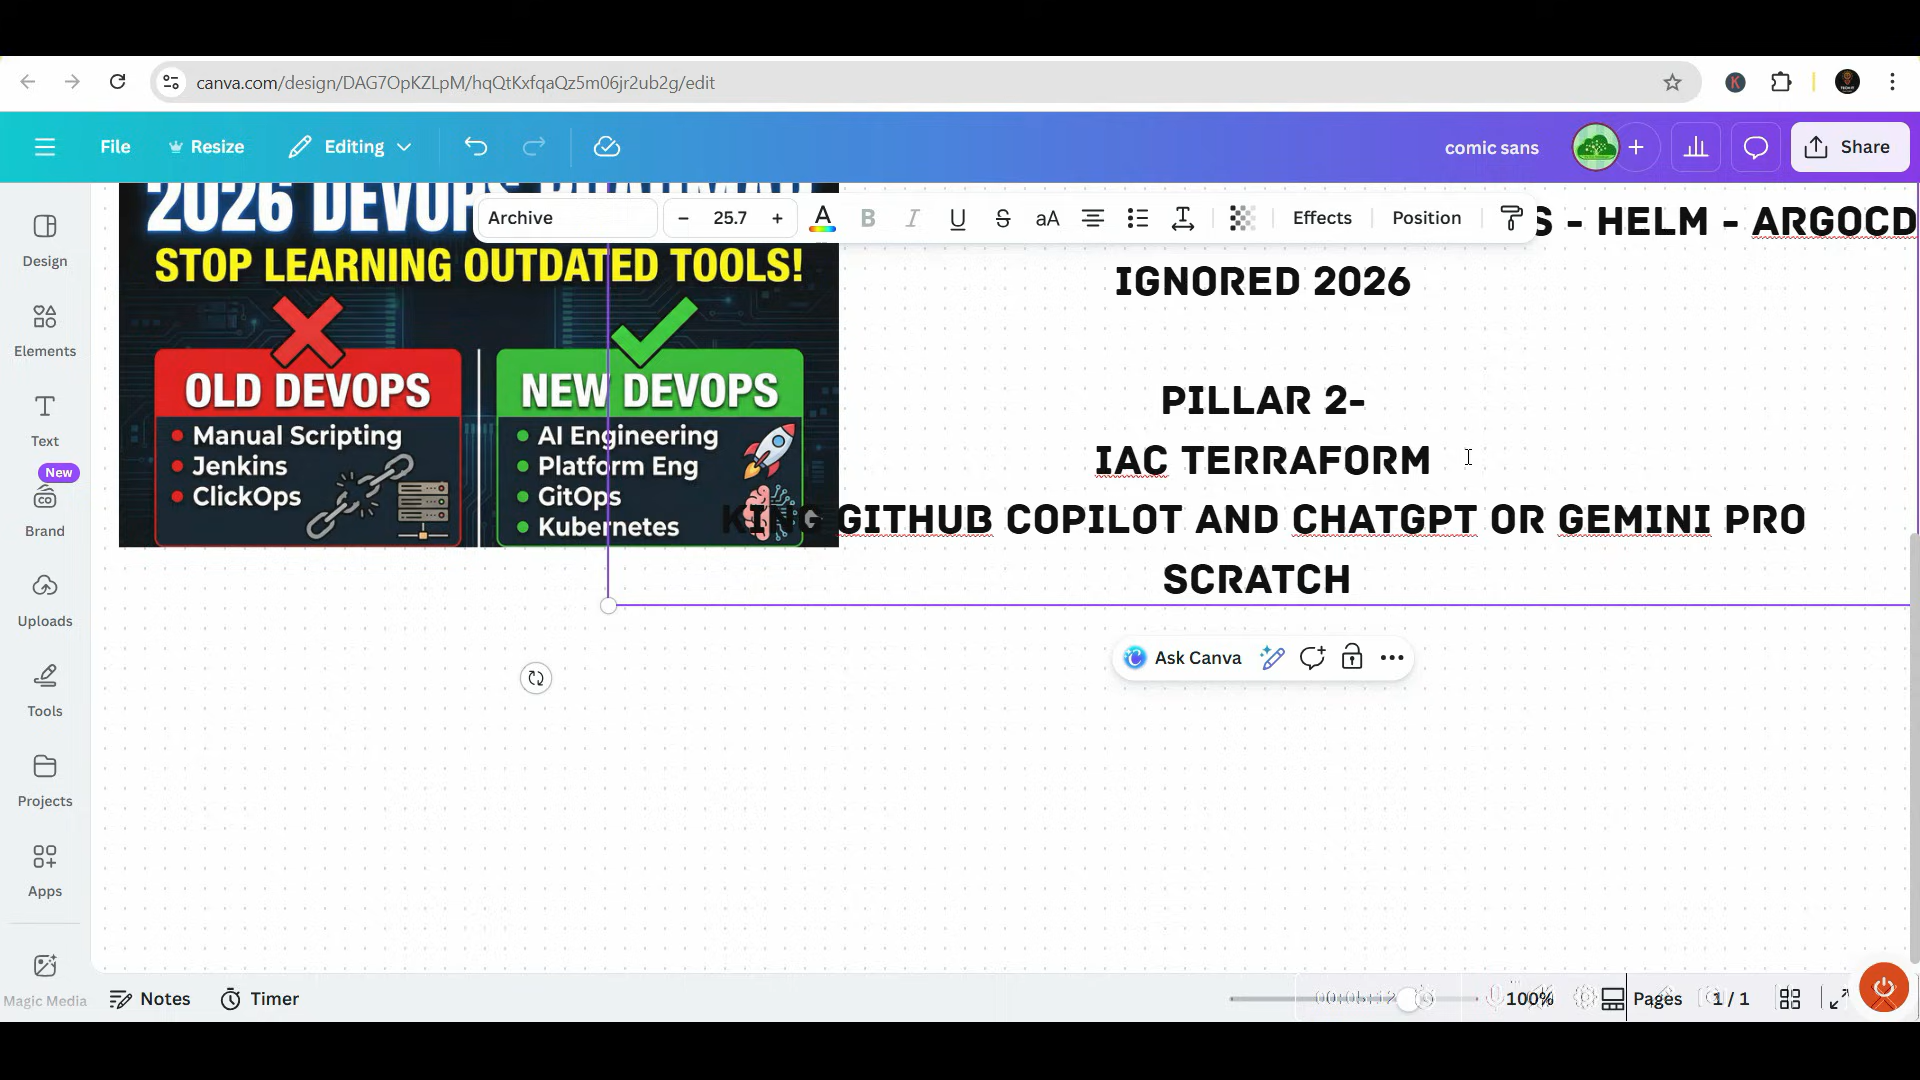 canva.com/design/DAG7OpKZLpM/hqQtKxfqaQz5m06jr2ub2g/edit
File
Resize
Editing
comic sans
Share
Archive
25.7
Effects
Position
Design
Elements
Text
New
Brand
Uploads
Tools
Projects
Apps
Magic Media
2026 DEVOPS ROADMAP
STOP LEARNING OUTDATED TOOLS!
OLD DEVOPS
Manual Scripting
Jenkins
ClickOps
NEW DEVOPS
AI Engineering
Platform Eng
GitOps
Kubernetes
S - HELM - ARGOCD
IGNORED 2026
PILLAR 2-
IAC TERRAFORM
KING GITHUB COPILOT AND CHATGPT OR GEMINI PRO
SCRATCH
Ask Canva
Notes
Timer
100%
Pages
1 / 1